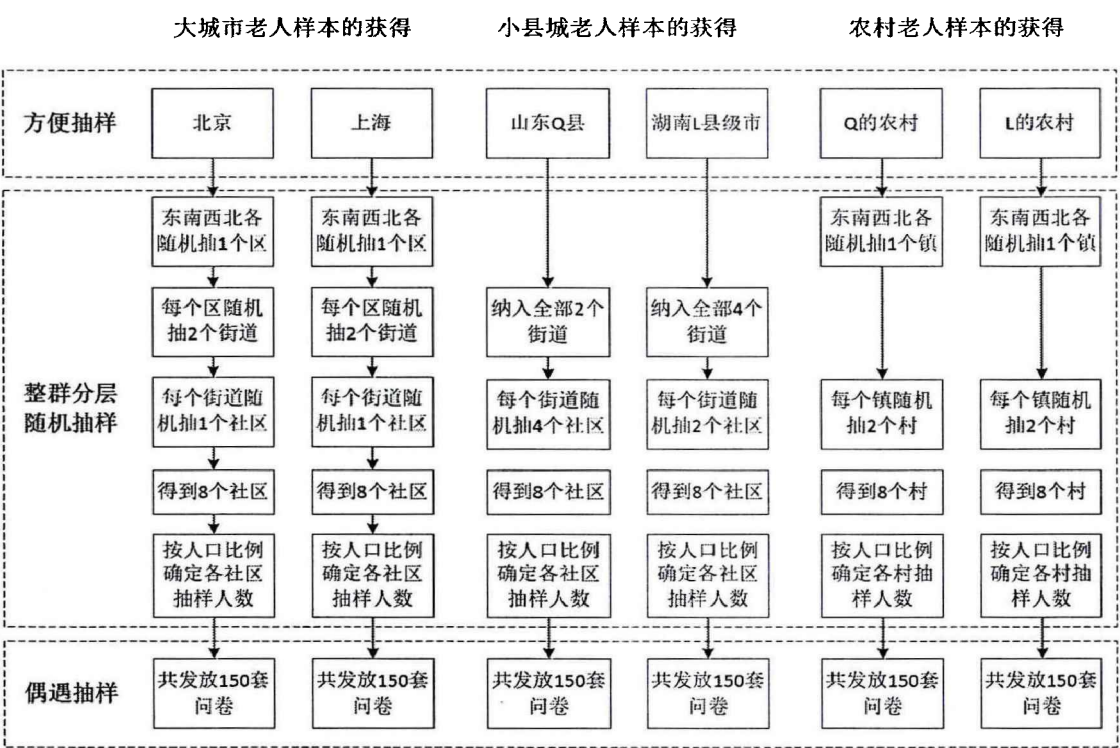 大城市老人样本的获得
小县城老人样本的获得
农村老人样本的获得
方便抽样
北京
上海
山东Q县
湖南L县级市
Q的农村
L的农村
整群分层
随机抽样
东南西北各
随机抽1个区
东南西北各
随机抽1个区
东南西北各
随机抽1个镇
东南西北各
随机抽1个镇
每个区随机
抽2个街道
每个区随机
抽2个街道
纳入全部2个
街道
纳入全部4个
街道
每个街道随
机抽1个社区
每个街道随
机抽1个社区
每个街道随
机抽4个社区
每个街道随
机抽2个社区
每个镇随机
抽2个村
每个镇随机
抽2个村
得到8个社区
得到8个社区
得到8个社区
得到8个社区
得到8个村
得到8个村
按人口比例
确定各社区
抽样人数
按人口比例
确定各社区
抽样人数
按人口比例
确定各社区
抽样人数
按人口比例
确定各社区
抽样人数
按人口比例
确定各村抽
样人数
按人口比例
确定各村抽
样人数
偶遇抽样
共发放150套
问卷
共发放150套
问卷
共发放150套
问卷
共发放150套
问卷
共发放150套
问卷
共发放150套
问卷